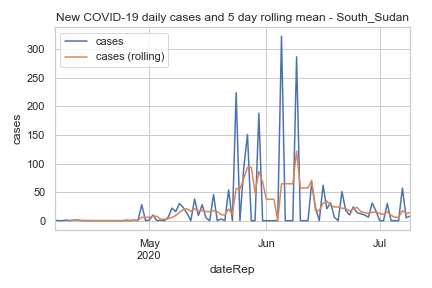 New COVID-19 daily cases and 5 day rolling mean - South_Sudan
cases
cases (rolling)
300
250
200
150
100
50
0
cases
May
2020
Jun
Jul
dateRep